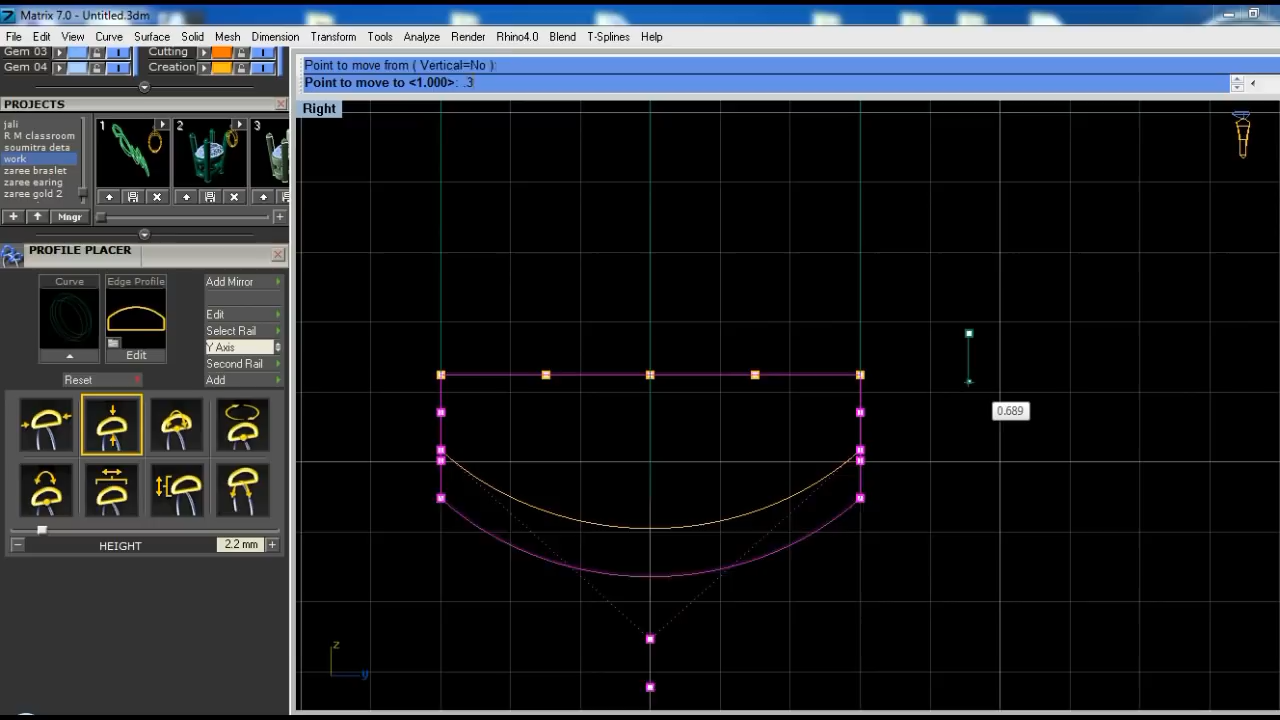 Matrix 7.0 - Untitled.3dm
File Edit View Curve Surface Solid Mesh Dimension Transform Tools Analyze Render Rhino4.0 Blend T-Splines Help
Gem 03 Cutting
Gem 04 Creation
Point to move from ( Vertical=No ):
Point to move to <1.000>: .3
Right
PROJECTS
jali
R M classroom
soumitra deta
work
zaree braslet
zaree earing
zaree gold 2
1 2 3
+ Mngr
+
PROFILE PLACER
Curve Edge Profile Add Mirror
Edit
Select Rail
Y Axis
Second Rail
Edit
Reset Add
- HEIGHT 2.2 mm +
0.689
z
y